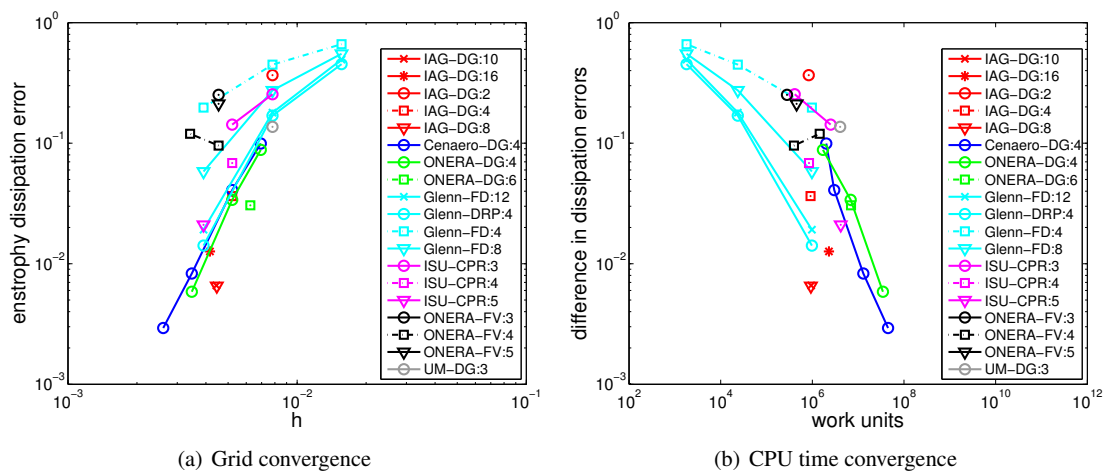 10^0
10^-1
10^-2
10^-3
enstrophy dissipation error
10^-3
10^-2
10^-1
h
IAG-DG:10
IAG-DG:16
IAG-DG:2
IAG-DG:4
IAG-DG:8
Cenaero-DG:4
ONERA-DG:4
ONERA-DG:6
Glenn-FD:12
Glenn-DRP:4
Glenn-FD:4
Glenn-FD:8
ISU-CPR:3
ISU-CPR:4
ISU-CPR:5
ONERA-FV:3
ONERA-FV:4
ONERA-FV:5
UM-DG:3
(a) Grid convergence
10^0
10^-1
10^-2
10^-3
difference in dissipation errors
10^2
10^4
10^6
10^8
10^10
10^12
work units
IAG-DG:10
IAG-DG:16
IAG-DG:2
IAG-DG:4
IAG-DG:8
Cenaero-DG:4
ONERA-DG:4
ONERA-DG:6
Glenn-FD:12
Glenn-DRP:4
Glenn-FD:4
Glenn-FD:8
ISU-CPR:3
ISU-CPR:4
ISU-CPR:5
ONERA-FV:3
ONERA-FV:4
ONERA-FV:5
UM-DG:3
(b) CPU time convergence